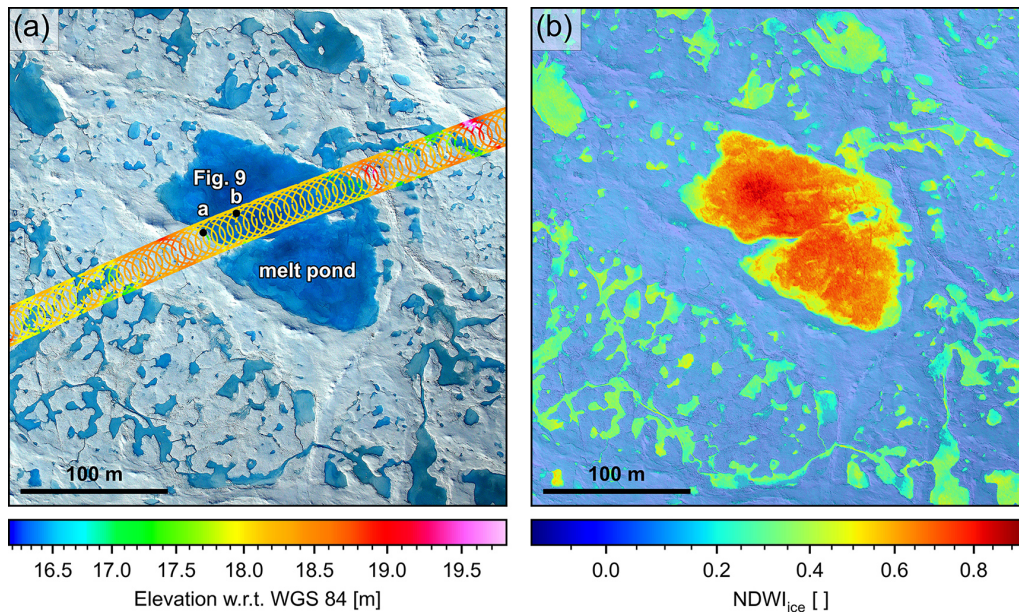 (a)
Fig. 9
b
a
melt pond
100 m
16.5 17.0 17.5 18.0 18.5 19.0 19.5
Elevation w.r.t. WGS 84 [m]
(b)
100 m
0.0 0.2 0.4 0.6 0.8
NDWIice [ ]